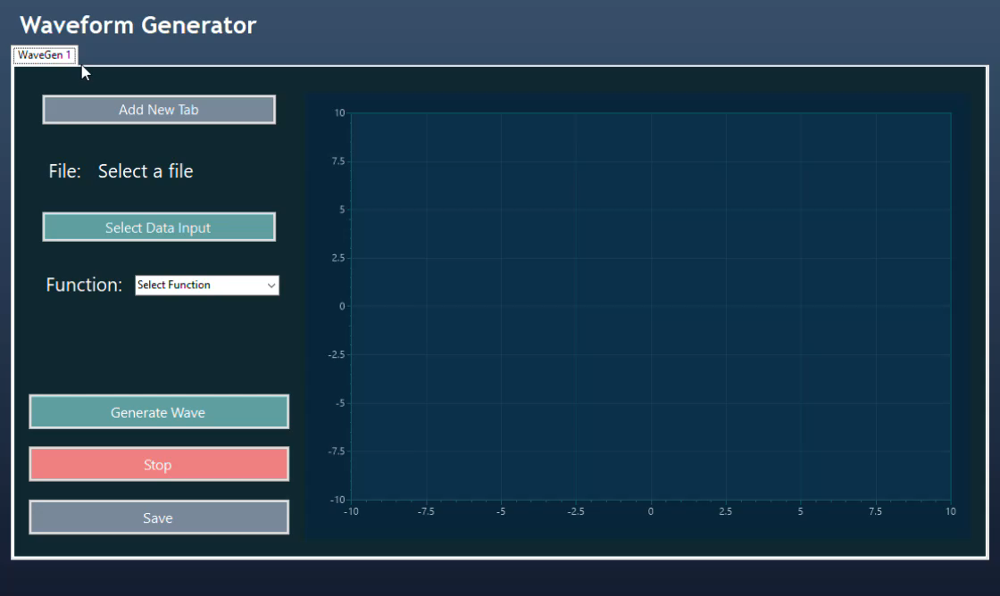 Waveform Generator
WaveGen 1
Add New Tab
File: Select a file
Select Data Input
Function: Select Function
Generate Wave
Stop
Save
10
7.5
5
2.5
0
-2.5
-5
-7.5
-10
-10 -7.5 -5 -2.5 0 2.5 5 7.5 10